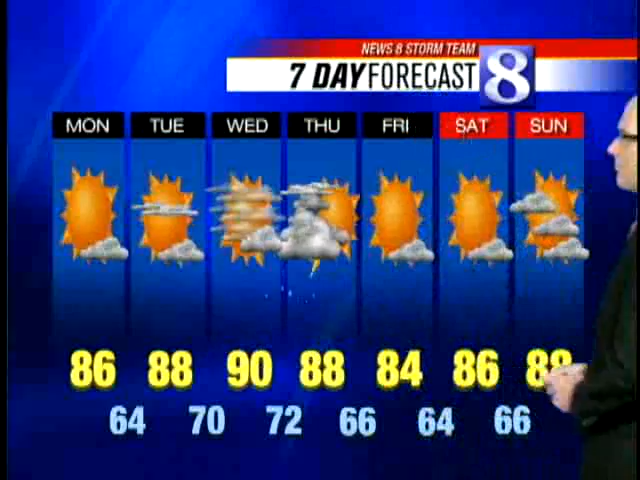 NEWS 8 STORM TEAM
7 DAY FORECAST 8
MON TUE WED THU FRI SAT SUN
86 88 90 88 84 86 88
64 70 72 66 64 66